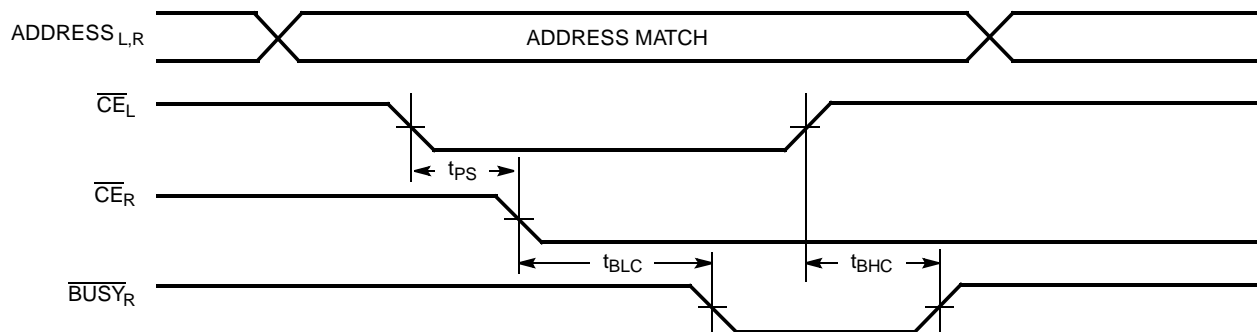 ADDRESS L,R
ADDRESS MATCH
CEL
tPS
CER
tBLC
tBHC
BUSYR